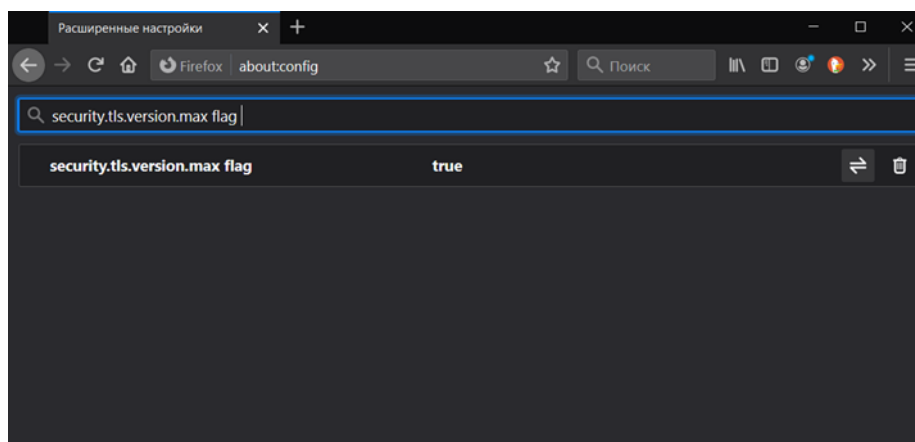 Расширенные настройки
Firefox about:config Поиск
security.tls.version.max flag
security.tls.version.max flag true